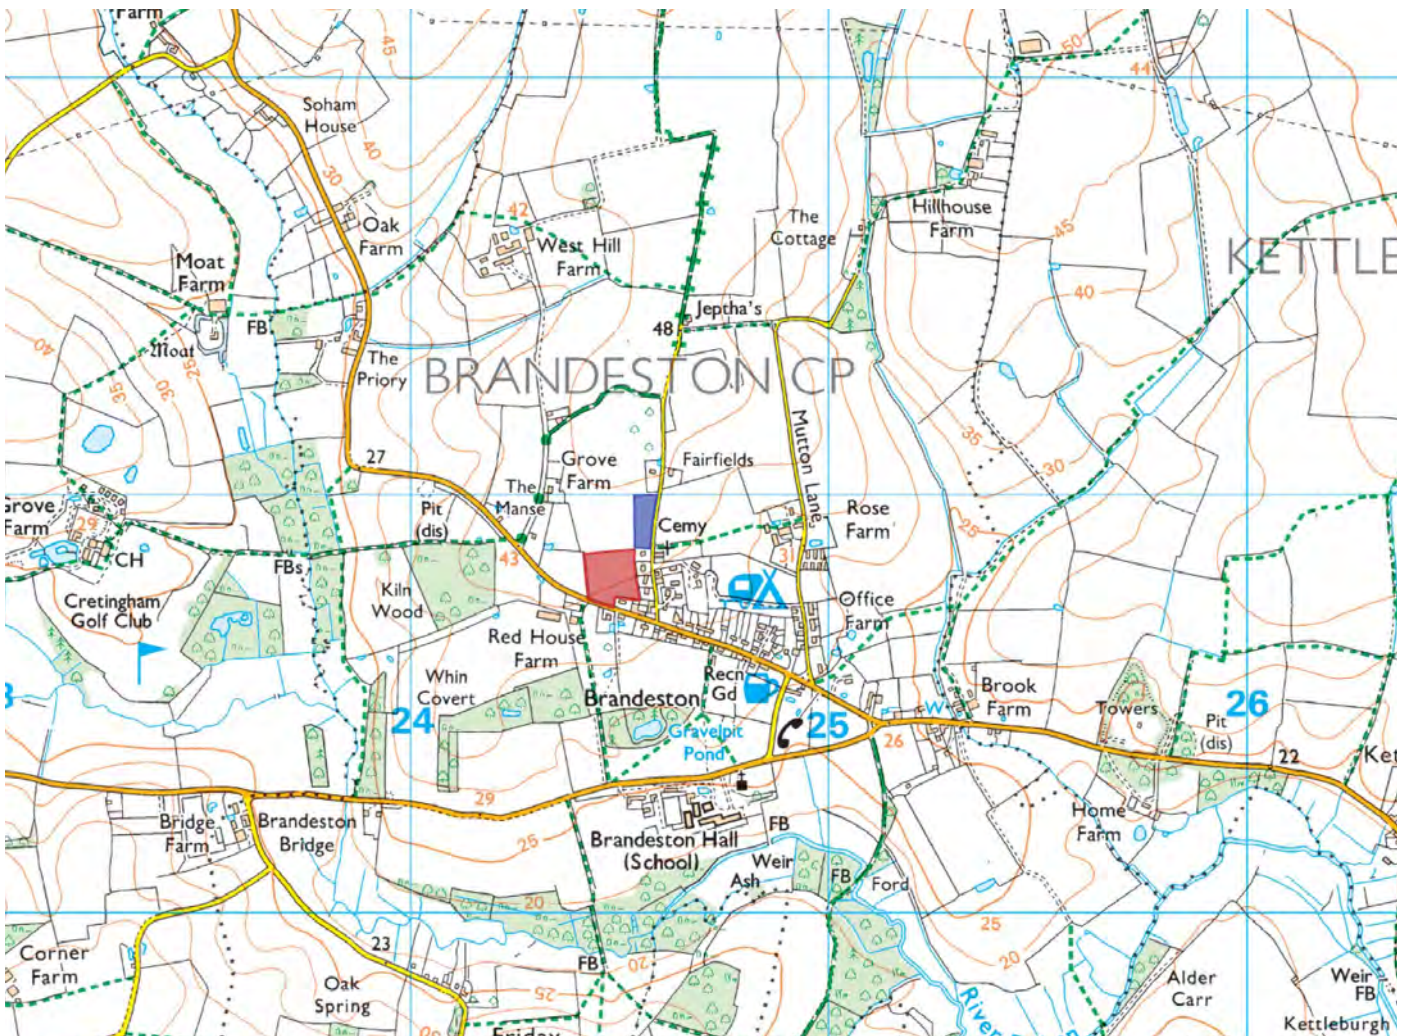 Farm
45
50
44
Soham
House
40
30
Oak
Farm
42
West Hill
Farm
The
Cottage
Hillhouse
Farm
45
KETTLE
Moat
Farm
40
FB
Moat
40
35
30
25
The
Priory
48
Jeptha's
BRANDESTON CP
Mutton Lane
35
30
27
Grove
Farm
Fairfields
The
Manse
Pit
(dis)
43
Cemy
Rose
Farm
31
25
Grove
Farm
29
CH
FBs
Cretingham
Golf Club
Kiln
Wood
Office
Farm
Red House
Farm
Whin
Covert
Brandeston
Recn
Gd
Brook
Farm
W
Towers
Pit
(dis)
24
25
26
Gravelpit
Pond
26
22
Ket
29
25
Bridge
Farm
Brandeston
Bridge
Brandeston Hall
(School)
FB
Home
Farm
Weir
Ash
FB
Ford
20
25
20
23
Corner
Farm
Oak
Spring
FB
20
25
River
Alder
Carr
Weir
FB
Friday
Kettleburgh